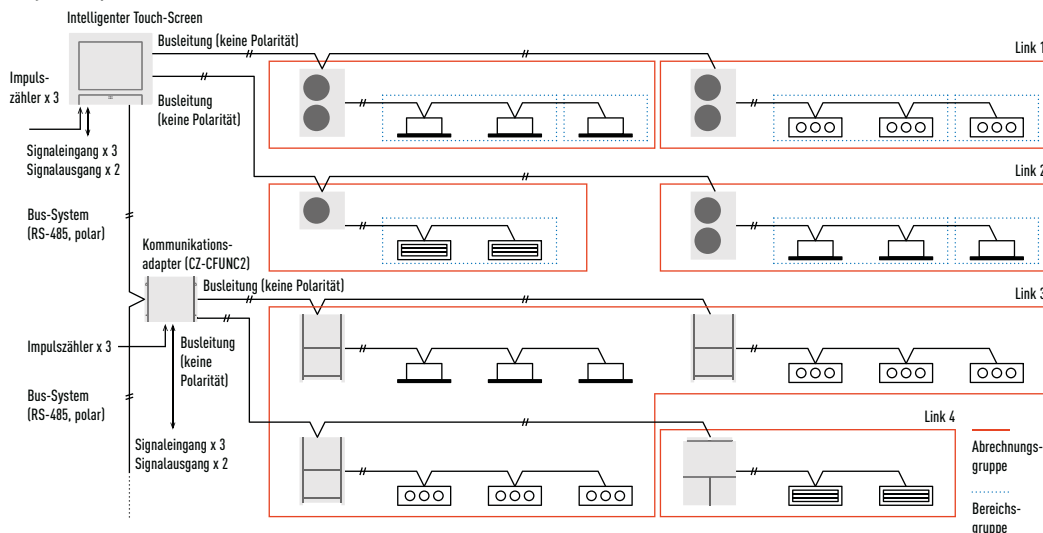 Intelligenter Touch-Screen
Busleitung (keine Polarität)
Link 1
Impuls-
zähler x 3
Busleitung
(keine Polarität)
Signaleingang x 3
Signalausgang x 2
Link 2
Bus-System
(RS-485, polar)
Kommunikations-
adapter (CZ-CFUNC2)
Busleitung (keine Polarität)
Link 3
Impulszähler x 3
Busleitung
(keine
Polarität)
Bus-System
(RS-485, polar)
Signaleingang x 3
Signalausgang x 2
Link 4
Abrechnungs-
gruppe
Bereichs-
gruppe